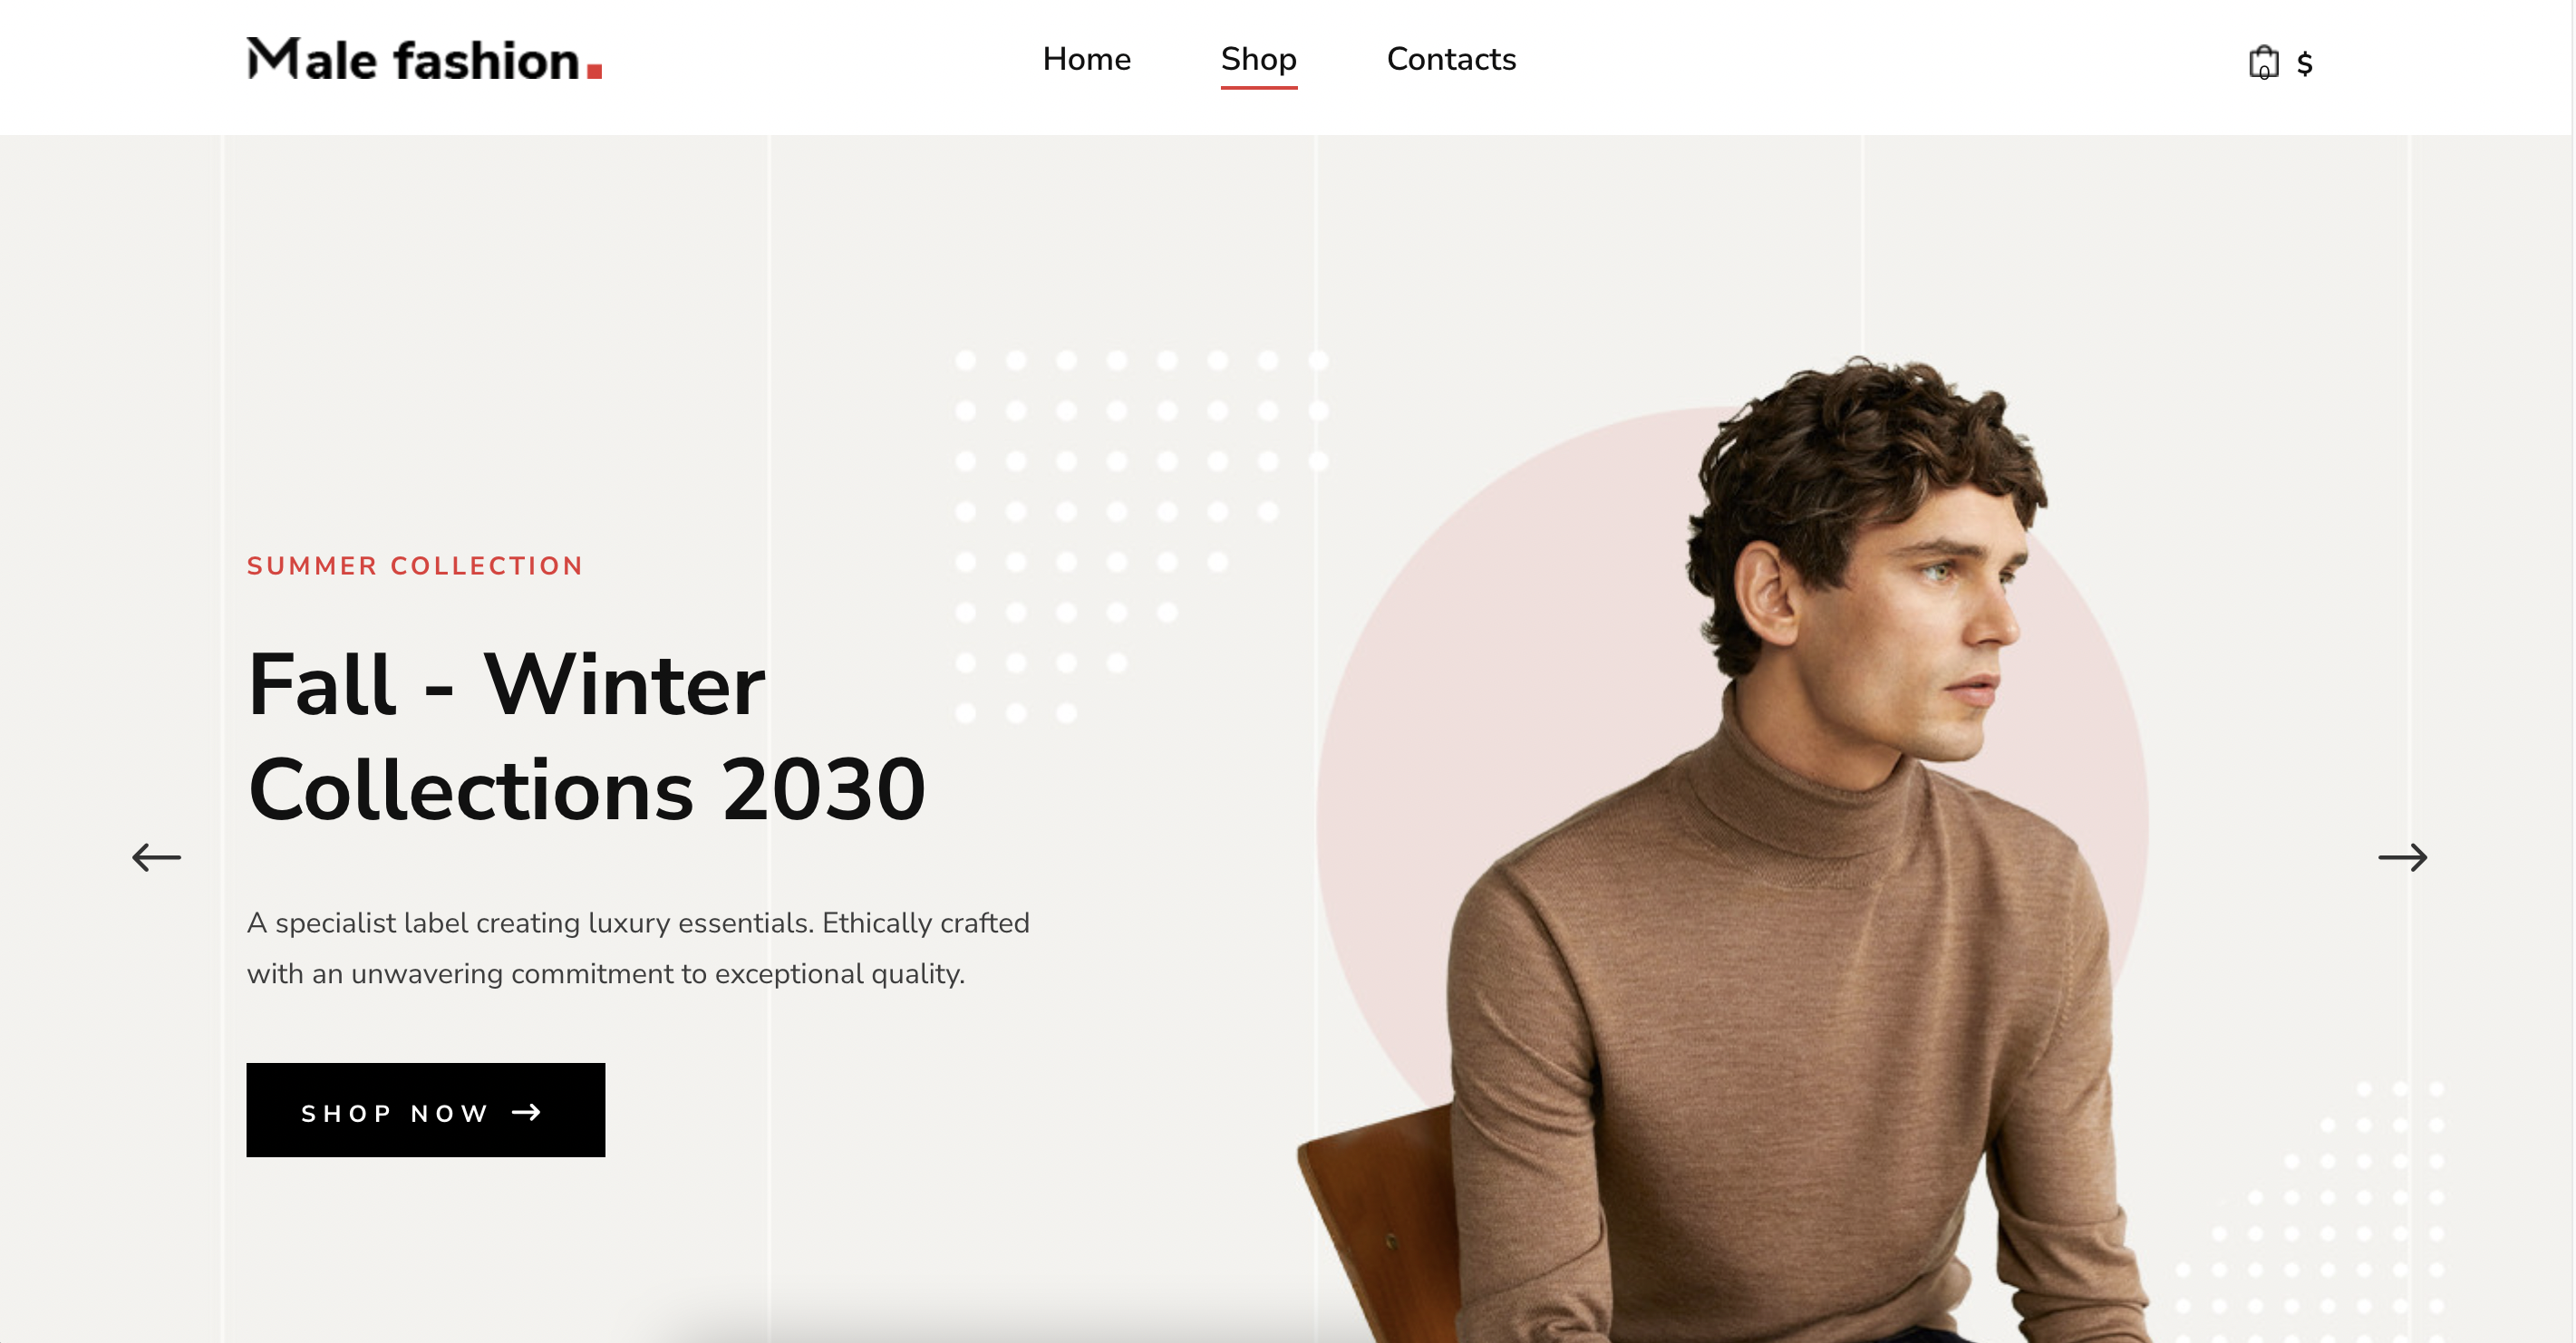 Male fashion.
Home Shop Contacts
0 $
SUMMER COLLECTION
Fall - Winter
Collections 2030
A specialist label creating luxury essentials. Ethically crafted
with an unwavering commitment to exceptional quality.
SHOP NOW →